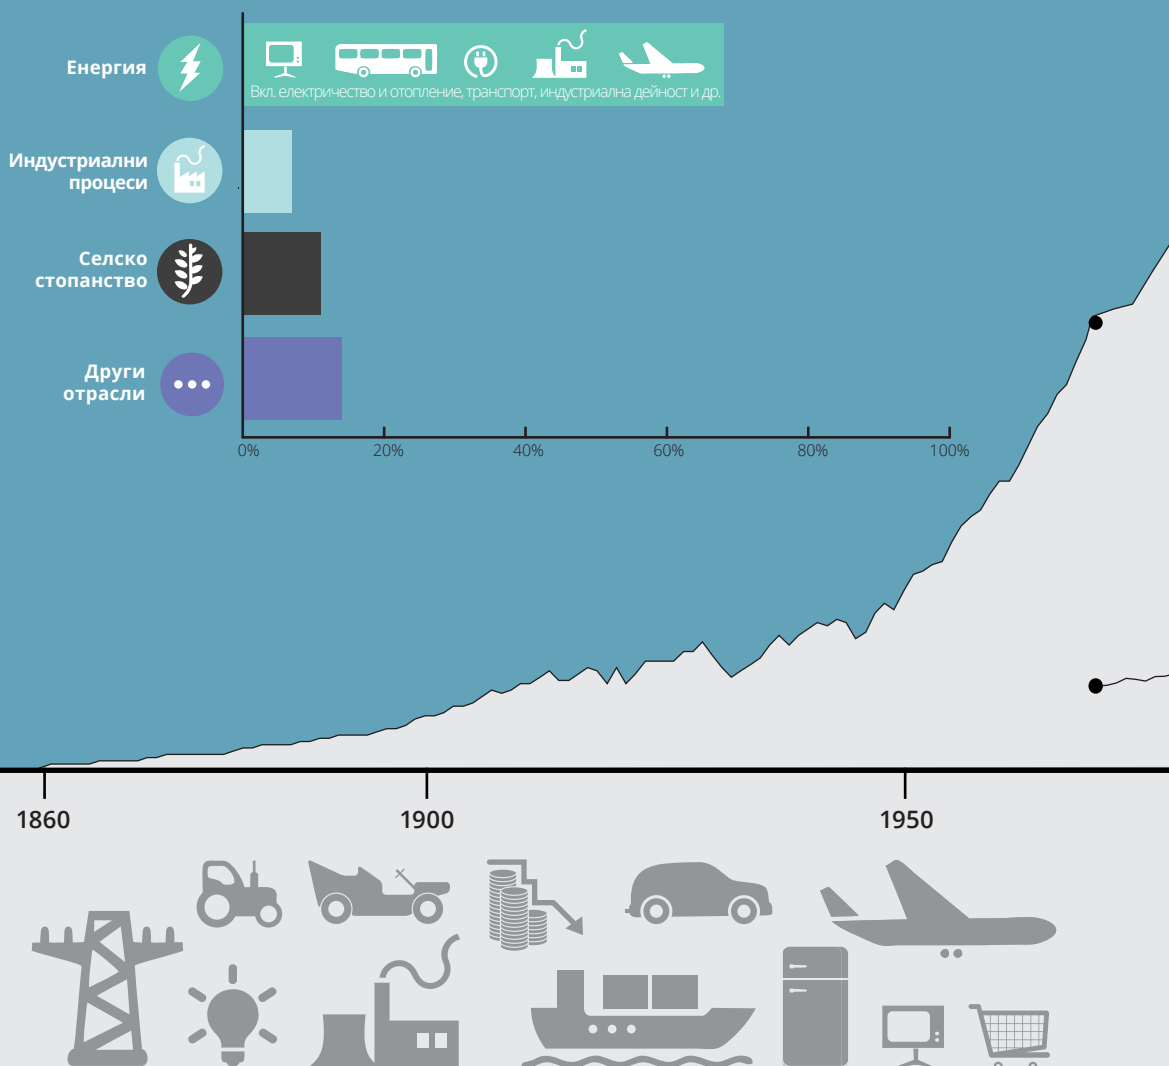 Енергия
Вкл. електричество и отопление, транспорт, индустриална дейност и др.
Индустриални
процеси
Селско
стопанство
Други
отрасли
0% 20% 40% 60% 80% 100%
1860 1900 1950